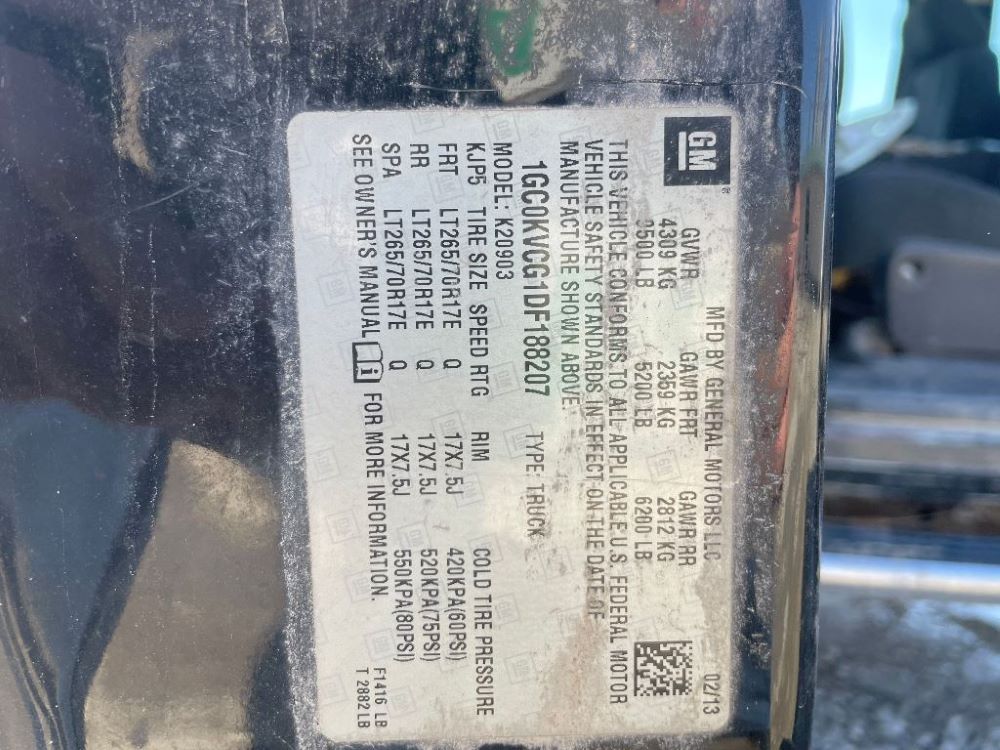 GM
MFD BY GENERAL MOTORS LLC 02/13
GVWR GAWR FRT GAWR RR
4309 KG 2359 KG 2812 KG
9500 LB 5200 LB 6200 LB
THIS VEHICLE CONFORMS TO ALL APPLICABLE U.S. FEDERAL MOTOR
VEHICLE SAFETY STANDARDS IN EFFECT ON THE DATE OF
MANUFACTURE SHOWN ABOVE.
1GC0KVCG1DF188207 TYPE: TRUCK
MODEL: K20903
KJP5 TIRE SIZE SPEED RTG RIM COLD TIRE PRESSURE
FRT LT265/70R17E Q 17X7.5J 420KPA(60PSI)
RR LT265/70R17E Q 17X7.5J 520KPA(75PSI)
SPA LT265/70R17E Q 17X7.5J 550KPA(80PSI)
SEE OWNER'S MANUAL i FOR MORE INFORMATION.
F1416 LB
T 2882 LB